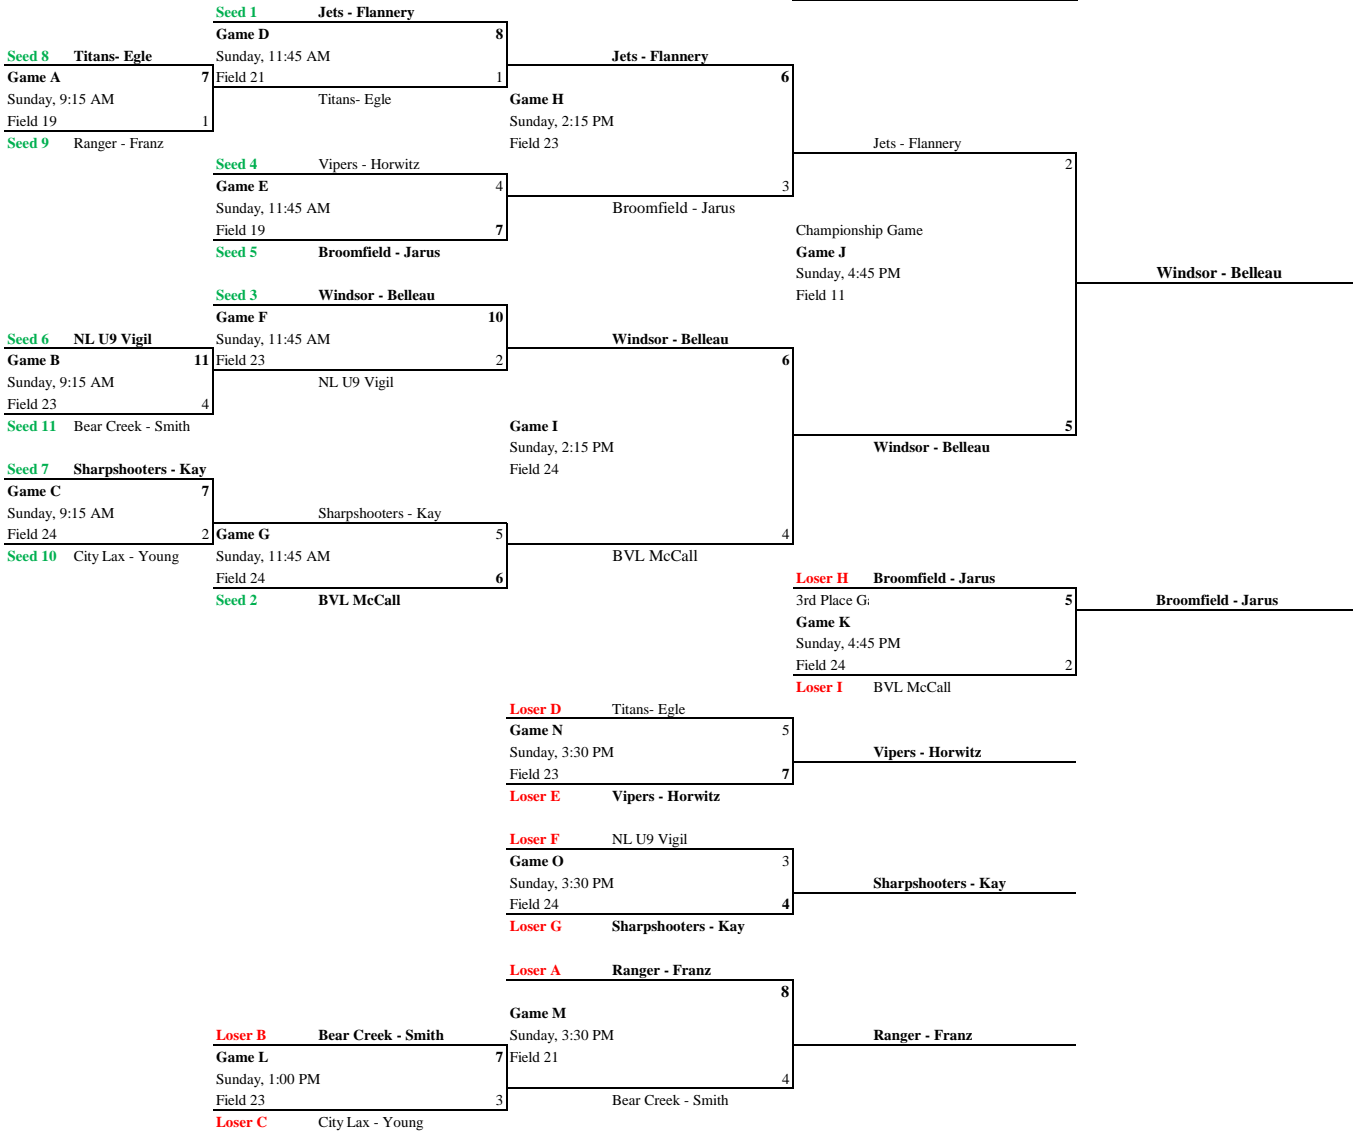 Seed 1 Jets - Flannery
Game D 8
Seed 8 Titans- Egle Sunday, 11:45 AM Jets - Flannery
Game A 7 Field 21 1 6
Sunday, 9:15 AM Titans- Egle Game H
Field 19 1 Sunday, 2:15 PM
Seed 9 Ranger - Franz Field 23 Jets - Flannery
Seed 4 Vipers - Horwitz 2
Game E 4 3
Sunday, 11:45 AM Broomfield - Jarus
Field 19 7 Championship Game
Seed 5 Broomfield - Jarus Game J
Sunday, 4:45 PM Windsor - Belleau
Seed 3 Windsor - Belleau Field 11
Game F 10
Seed 6 NL U9 Vigil Sunday, 11:45 AM Windsor - Belleau
Game B 11 Field 23 2 6
Sunday, 9:15 AM NL U9 Vigil
Field 23 4
Seed 11 Bear Creek - Smith Game I 5
Sunday, 2:15 PM Windsor - Belleau
Seed 7 Sharpshooters - Kay Field 24
Game C 7
Sunday, 9:15 AM Sharpshooters - Kay
Field 24 2 Game G 5 4
Seed 10 City Lax - Young Sunday, 11:45 AM BVL McCall
Field 24 6 Loser H Broomfield - Jarus
Seed 2 BVL McCall 3rd Place G 5 Broomfield - Jarus
Game K
Sunday, 4:45 PM
Field 24 2
Loser I BVL McCall
Loser D Titans- Egle
Game N 5
Sunday, 3:30 PM Vipers - Horwitz
Field 23 7
Loser E Vipers - Horwitz
Loser F NL U9 Vigil
Game O 3
Sunday, 3:30 PM Sharpshooters - Kay
Field 24 4
Loser G Sharpshooters - Kay
Loser A Ranger - Franz
8
Game M
Loser B Bear Creek - Smith Sunday, 3:30 PM Ranger - Franz
Game L 7 Field 21
Sunday, 1:00 PM 4
Field 23 3 Bear Creek - Smith
Loser C City Lax - Young